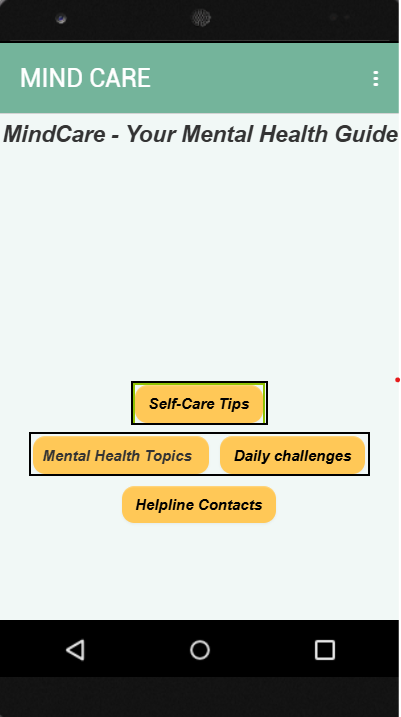 MIND CARE
MindCare - Your Mental Health Guide
Self-Care Tips
Mental Health Topics Daily challenges
Helpline Contacts